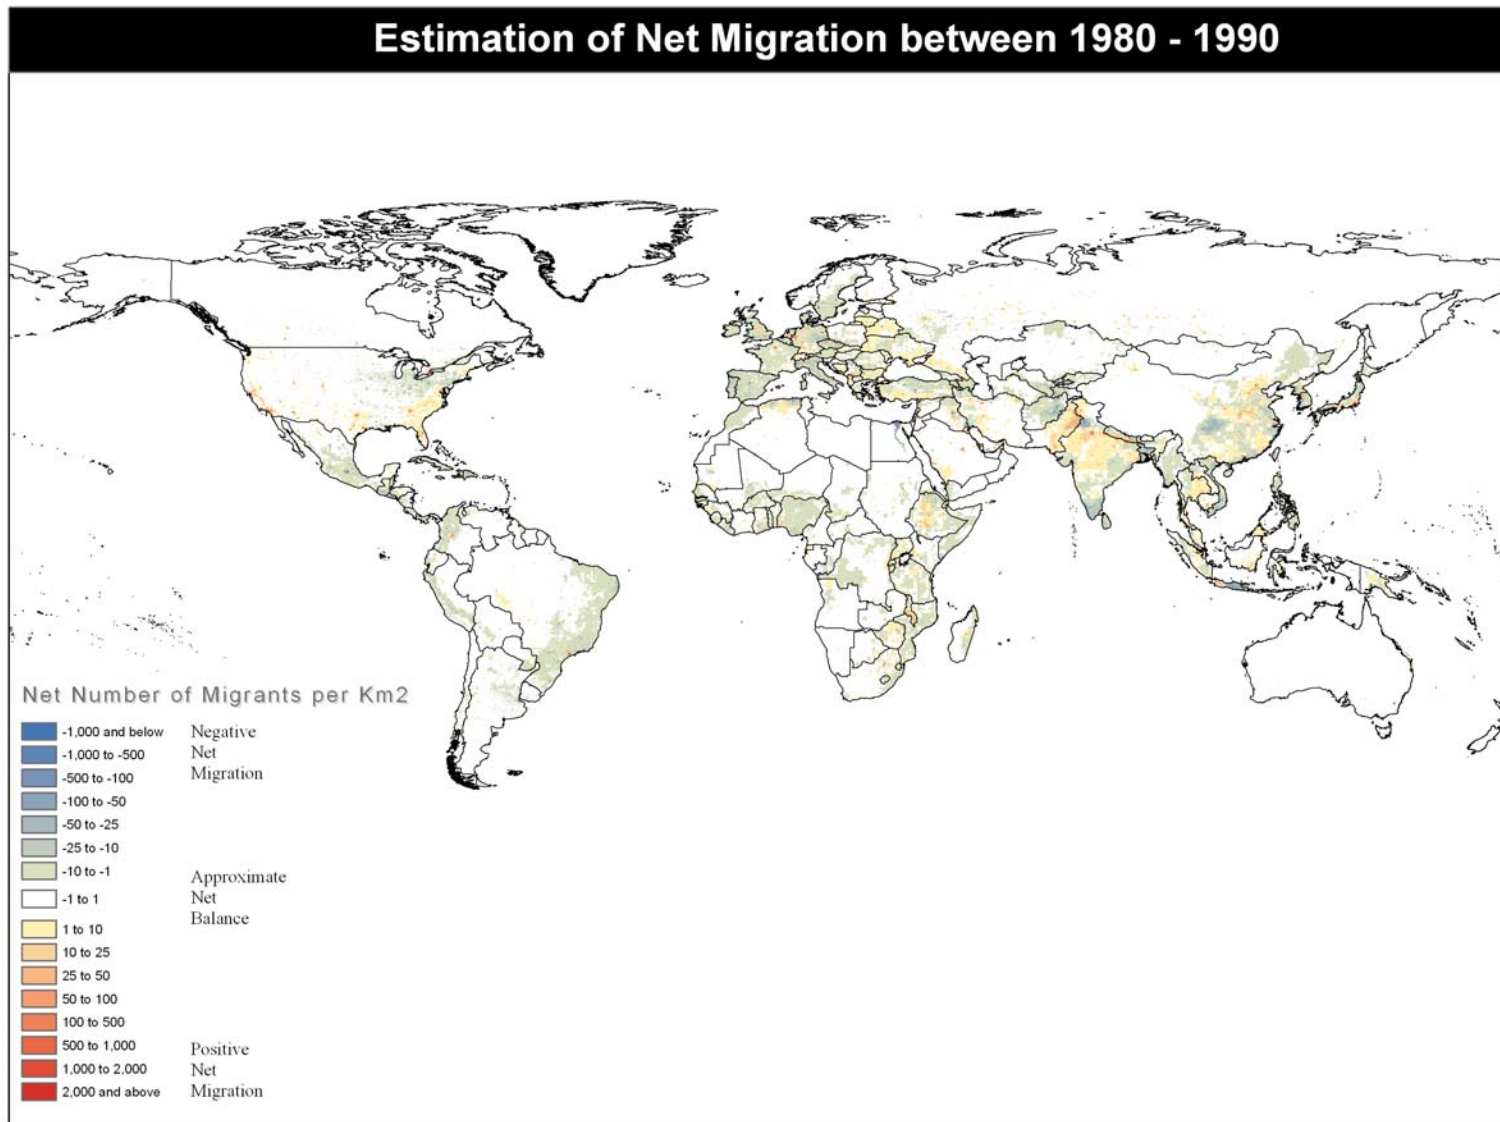 Estimation of Net Migration between 1980 - 1990
Net Number of Migrants per Km2
-1,000 and below
-1,000 to -500
-500 to -100
-100 to -50
-50 to -25
-25 to -10
-10 to -1
-1 to 1
1 to 10
10 to 25
25 to 50
50 to 100
100 to 500
500 to 1,000
1,000 to 2,000
2,000 and above
Negative
Net
Migration
Approximate
Net
Balance
Positive
Net
Migration